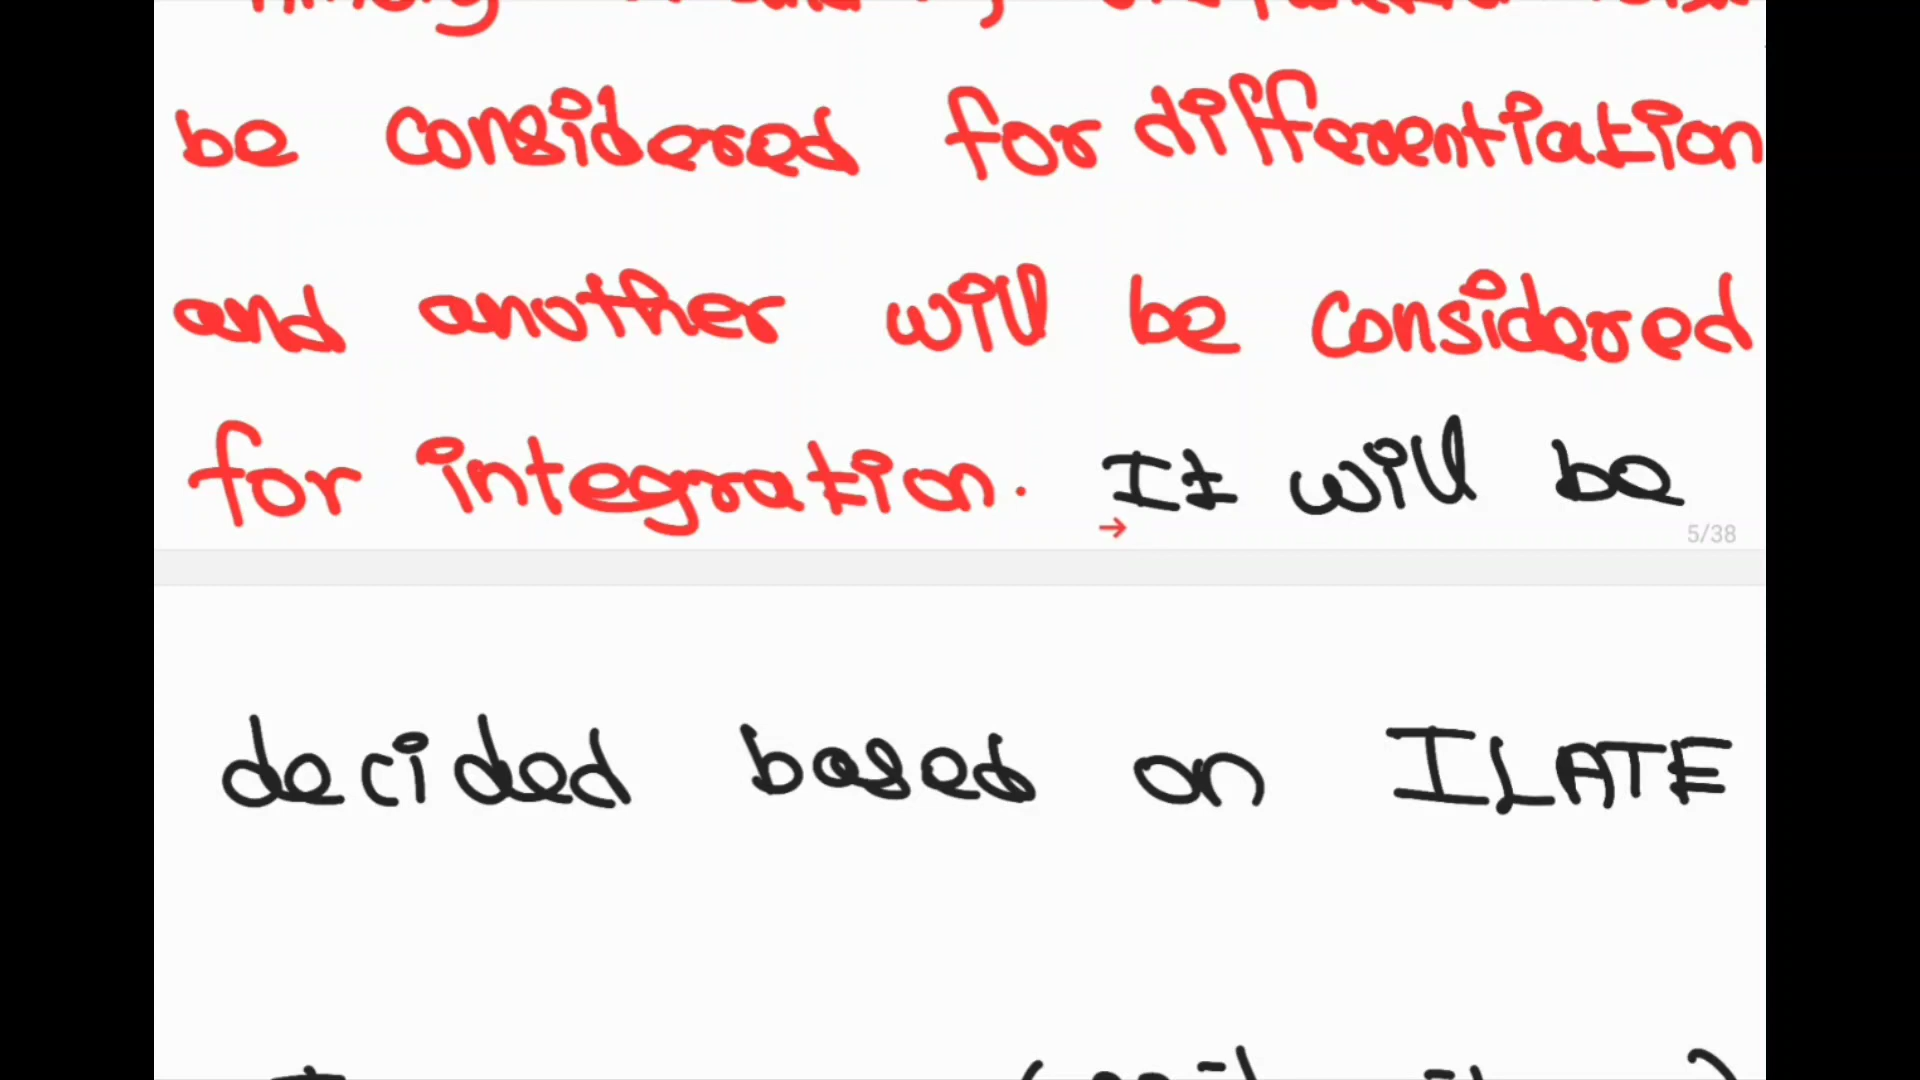 be considered for differentiation
and another will be considered
for integration. It will be
→
5/38
decided based on ILATE